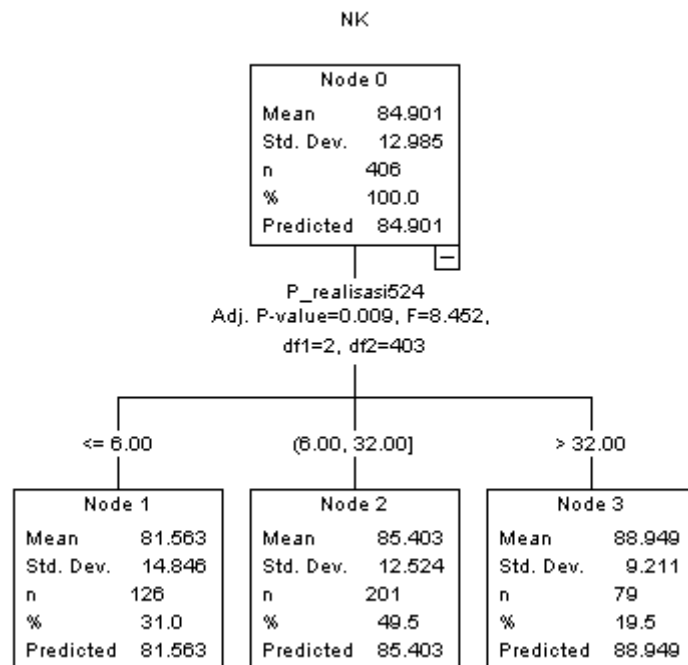 NK
Node 0
Mean 84.901
Std. Dev. 12.985
n 406
% 100.0
Predicted 84.901
P_realisasi524
Adj. P-value=0.009, F=8.452,
df1=2, df2=403
<= 6.00
(6.00, 32.00]
> 32.00
Node 1
Mean 81.563
Std. Dev. 14.846
n 126
% 31.0
Predicted 81.563
Node 2
Mean 85.403
Std. Dev. 12.524
n 201
% 49.5
Predicted 85.403
Node 3
Mean 88.949
Std. Dev. 9.211
n 79
% 19.5
Predicted 88.949